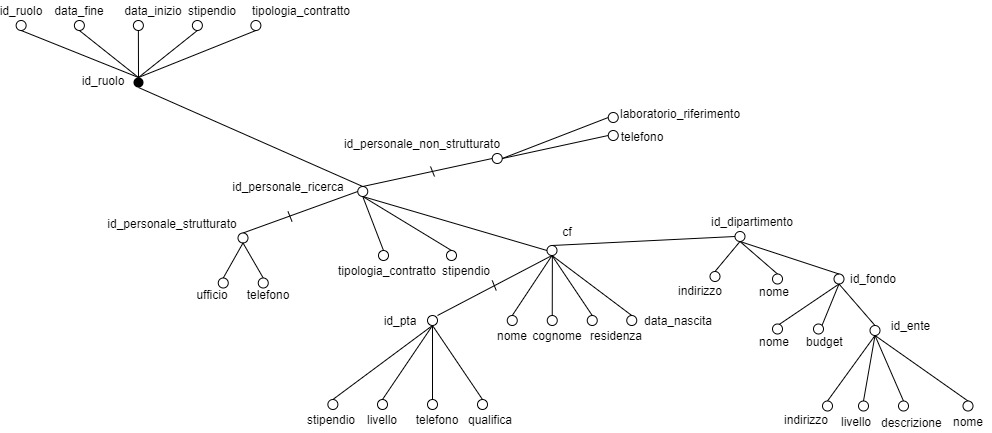 id_ruolo data_fine data_inizio stipendio tipologia_contratto
id_ruolo
laboratorio_riferimento
id_personale_non_strutturato telefono
id_personale_ricerca
id_personale_strutturato
cf id_dipartimento
tipologia_contratto stipendio
ufficio telefono
indirizzo nome id_fondo
id_pta
nome cognome residenza data_nascita
nome budget id_ente
stipendio livello telefono qualifica
indirizzo livello descrizione nome